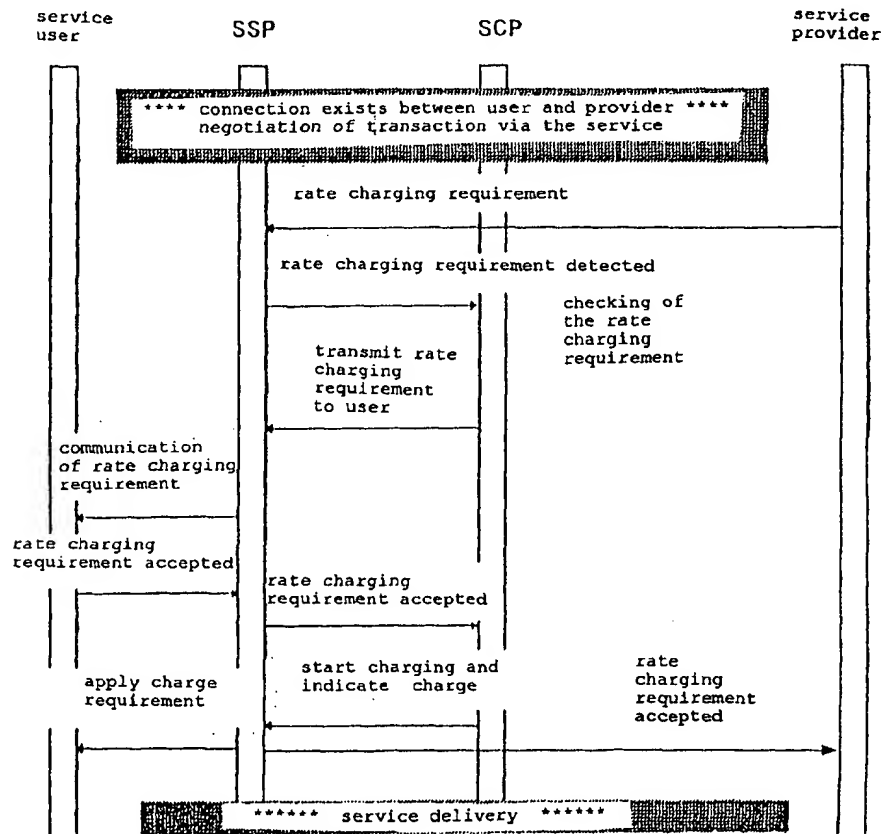 service
user
SSP
SCP
service
provider
**** connection exists between user and provider ****
negotiation of transaction via the service
rate charging requirement
rate charging requirement detected
checking of
the rate
charging
requirement
transmit rate
charging
requirement
to user
communication
of rate charging
requirement
rate charging
requirement accepted
rate charging
requirement accepted
start charging and
indicate charge
apply charge
requirement
rate
charging
requirement
accepted
****** service delivery ******